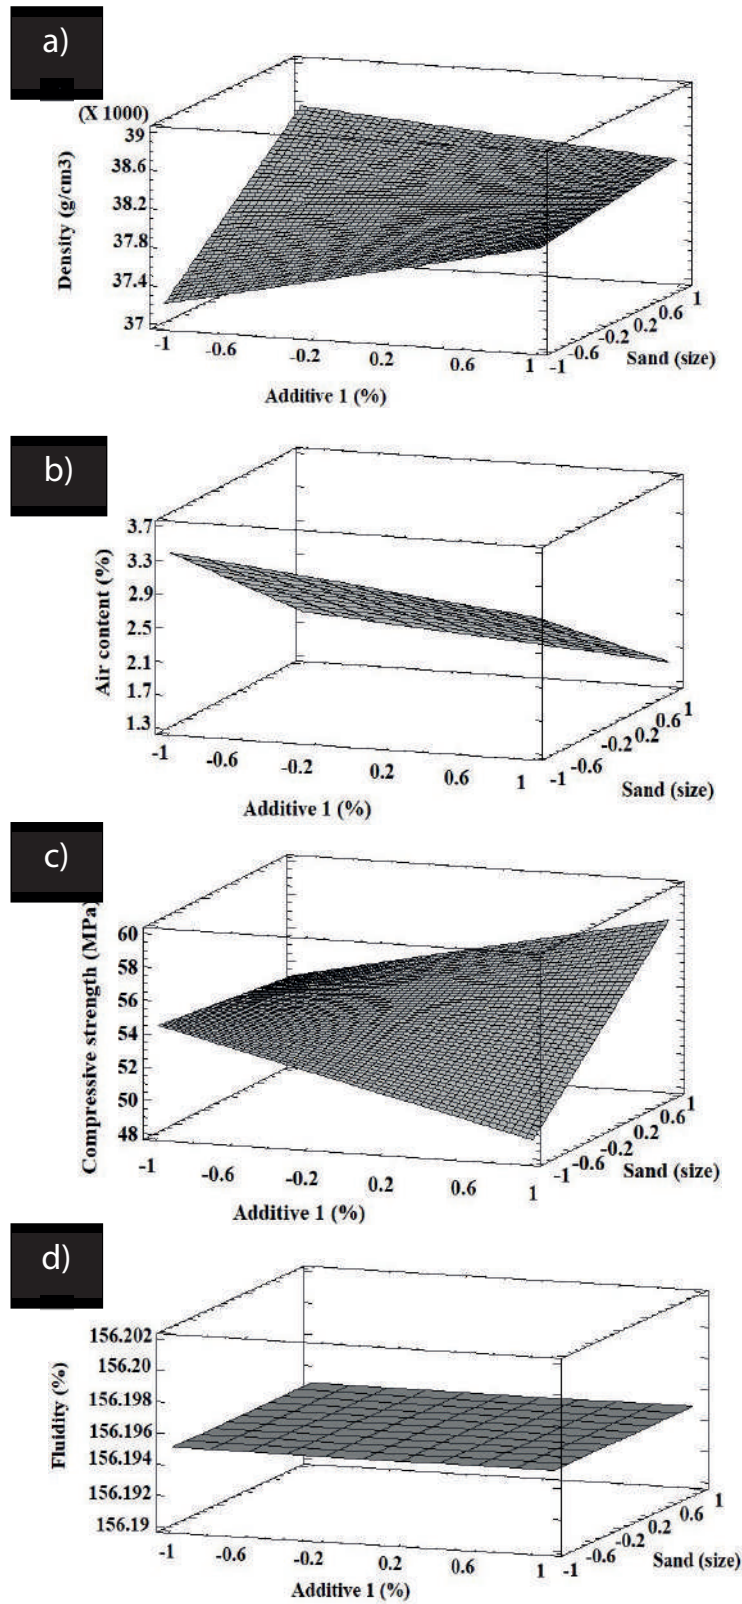 a)
(X 1000)
39
38.6
38.2
37.8
37.4
37
Density (g/cm3)
-1 -0.6 -0.2 0.2 0.6 1
Additive 1 (%)
-1 -0.6 -0.2 0.2 0.6 1
Sand (size)
b)
3.7
3.3
2.9
2.5
2.1
1.7
1.3
Air content (%)
-1 -0.6 -0.2 0.2 0.6 1
Additive 1 (%)
-1 -0.6 -0.2 0.2 0.6 1
Sand (size)
c)
60
58
56
54
52
50
48
Compressive strength (MPa)
-1 -0.6 -0.2 0.2 0.6 1
Additive 1 (%)
-1 -0.6 -0.2 0.2 0.6 1
Sand (size)
d)
156.202
156.20
156.198
156.196
156.194
156.192
156.19
Fluidity (%)
-1 -0.6 -0.2 0.2 0.6 1
Additive 1 (%)
-1 -0.6 -0.2 0.2 0.6 1
Sand (size)